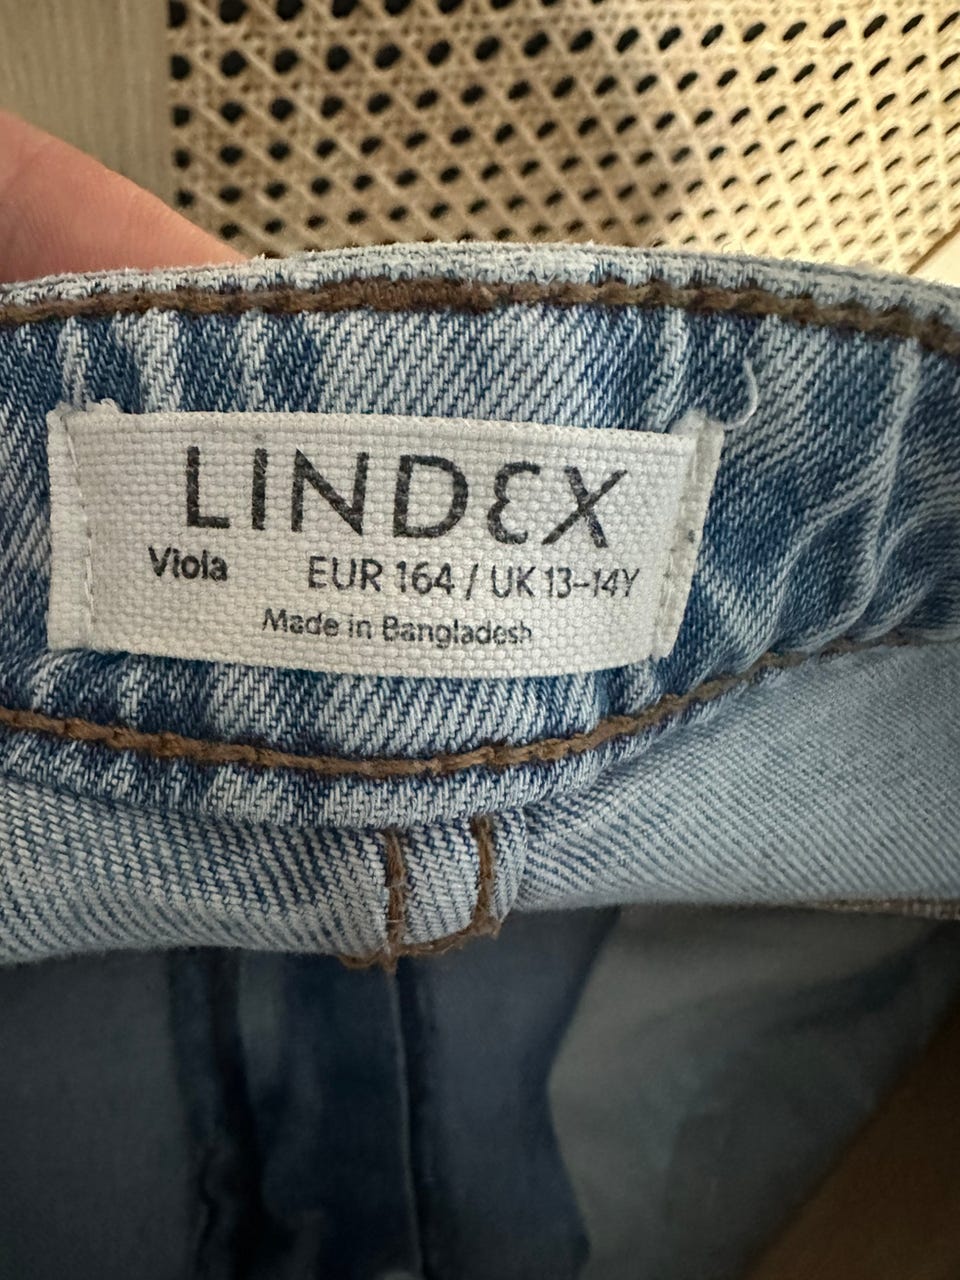 LINDEX
Viola EUR 164 / UK 13-14Y
Made in Bangladesh